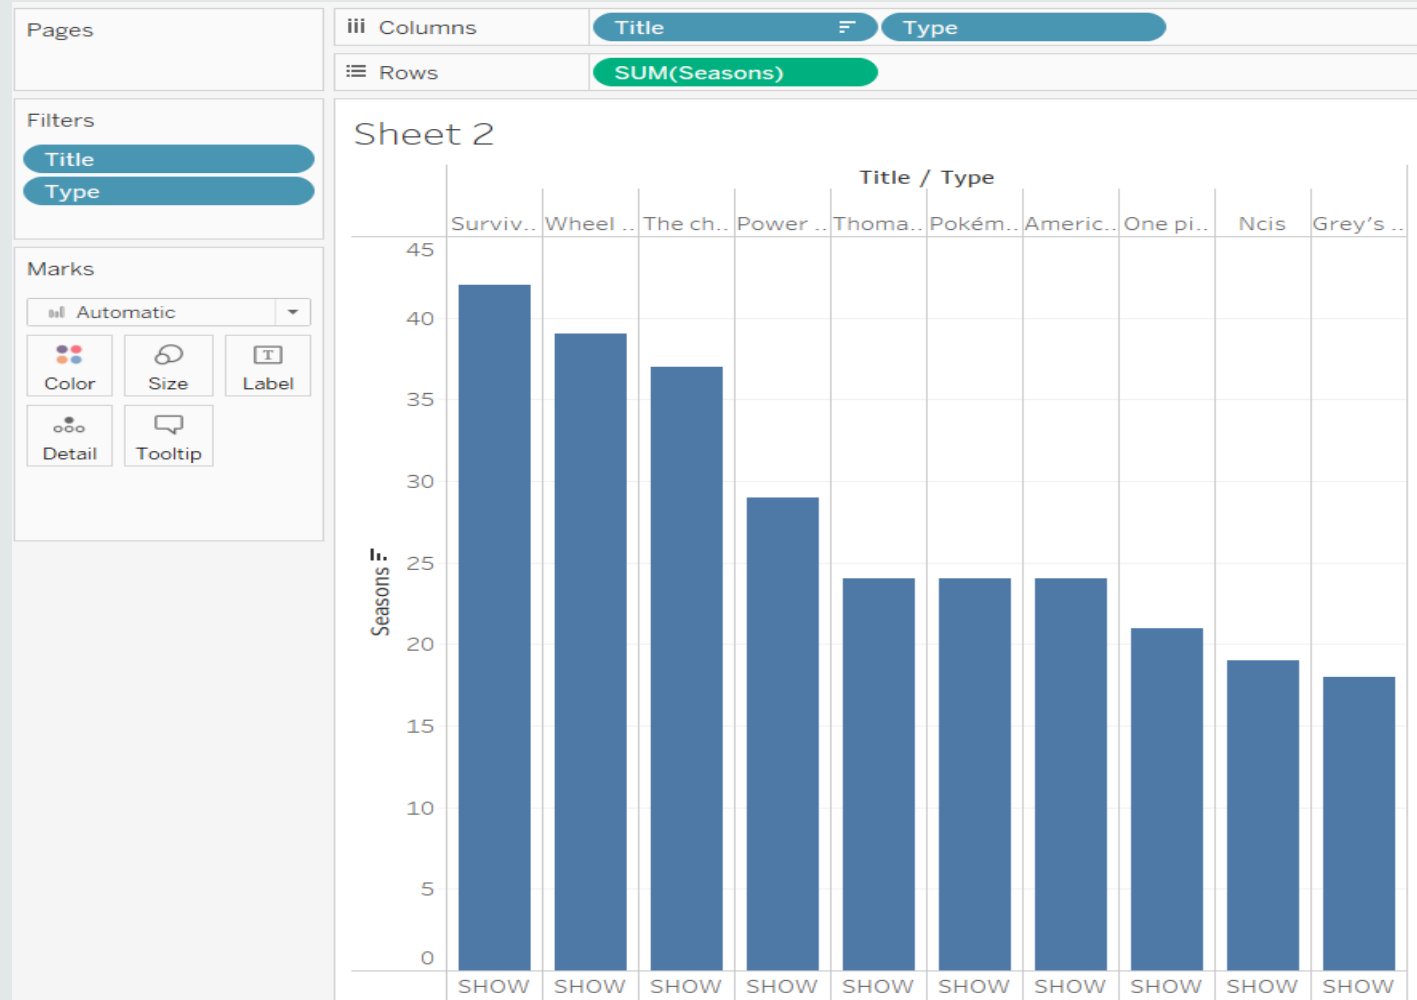 Pages
Columns Title Type
Rows SUM(Seasons)
Filters
Title
Type
Marks
Automatic
Color Size Label
Detail Tooltip
Sheet 2
Title / Type
Surviv.. Wheel .. The ch.. Power .. Thoma.. Pokém.. Americ.. One pi.. Ncis Grey's ..
45
40
35
30
25
20
15
10
5
0
Seasons
SHOW SHOW SHOW SHOW SHOW SHOW SHOW SHOW SHOW SHOW